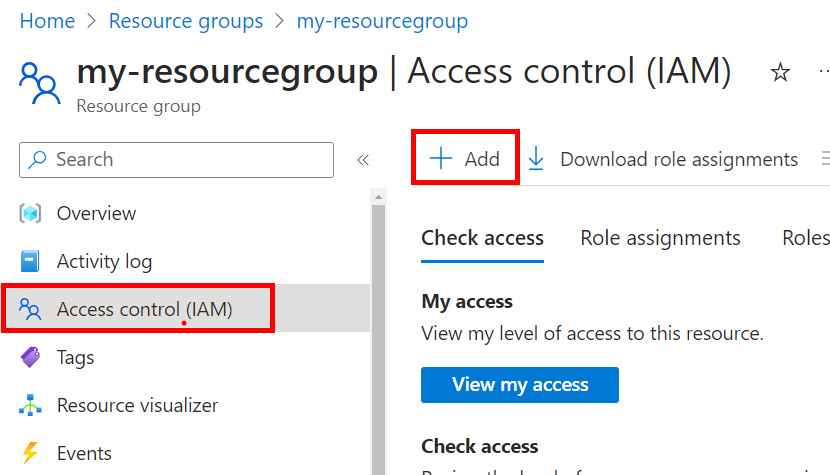 Home > Resource groups > my-resourcegroup
my-resourcegroup | Access control (IAM)
Resource group
Search
Add
Download role assignments
Overview
Activity log
Access control (IAM)
Tags
Resource visualizer
Events
Check access
Role assignments
Roles
My access
View my level of access to this resource.
View my access
Check access